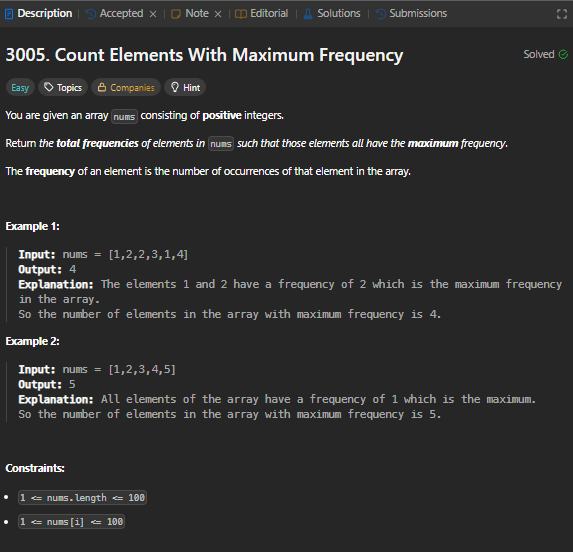 Description | Accepted × | Note × | Editorial | Solutions | Submissions
3005. Count Elements With Maximum Frequency
Solved
Easy Topics Companies Hint
You are given an array nums consisting of positive integers.
Return the total frequencies of elements in nums such that those elements all have the maximum frequency.
The frequency of an element is the number of occurrences of that element in the array.
Example 1:
Input: nums = [1,2,2,3,1,4]
Output: 4
Explanation: The elements 1 and 2 have a frequency of 2 which is the maximum frequency
in the array.
So the number of elements in the array with maximum frequency is 4.
Example 2:
Input: nums = [1,2,3,4,5]
Output: 5
Explanation: All elements of the array have a frequency of 1 which is the maximum.
So the number of elements in the array with maximum frequency is 5.
Constraints:
• 1 <= nums.length <= 100
• 1 <= nums[i] <= 100